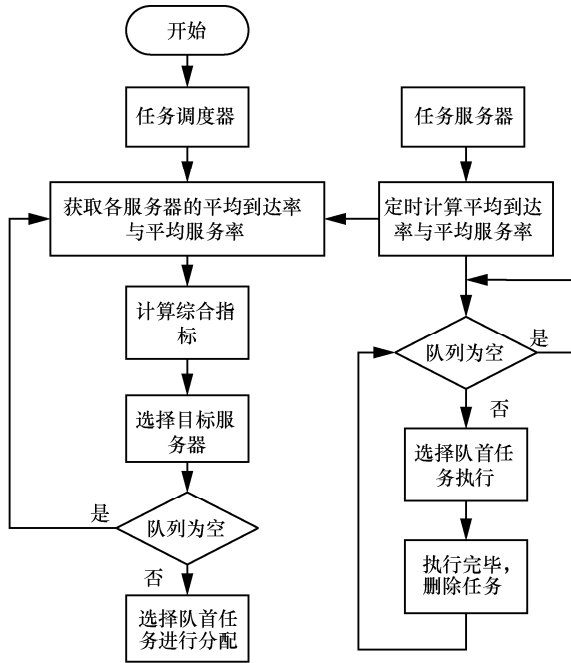 开始
任务调度器
获取各服务器的平均到达率
与平均服务率
计算综合指
标
选择目标服
务器
是
队列为空
否
选择队首任
务进行分配
任务服务器
定时计算平均到达
率与平均服务率
队列为空
是
否
选择队首任
务执行
执行完毕，
删除任务